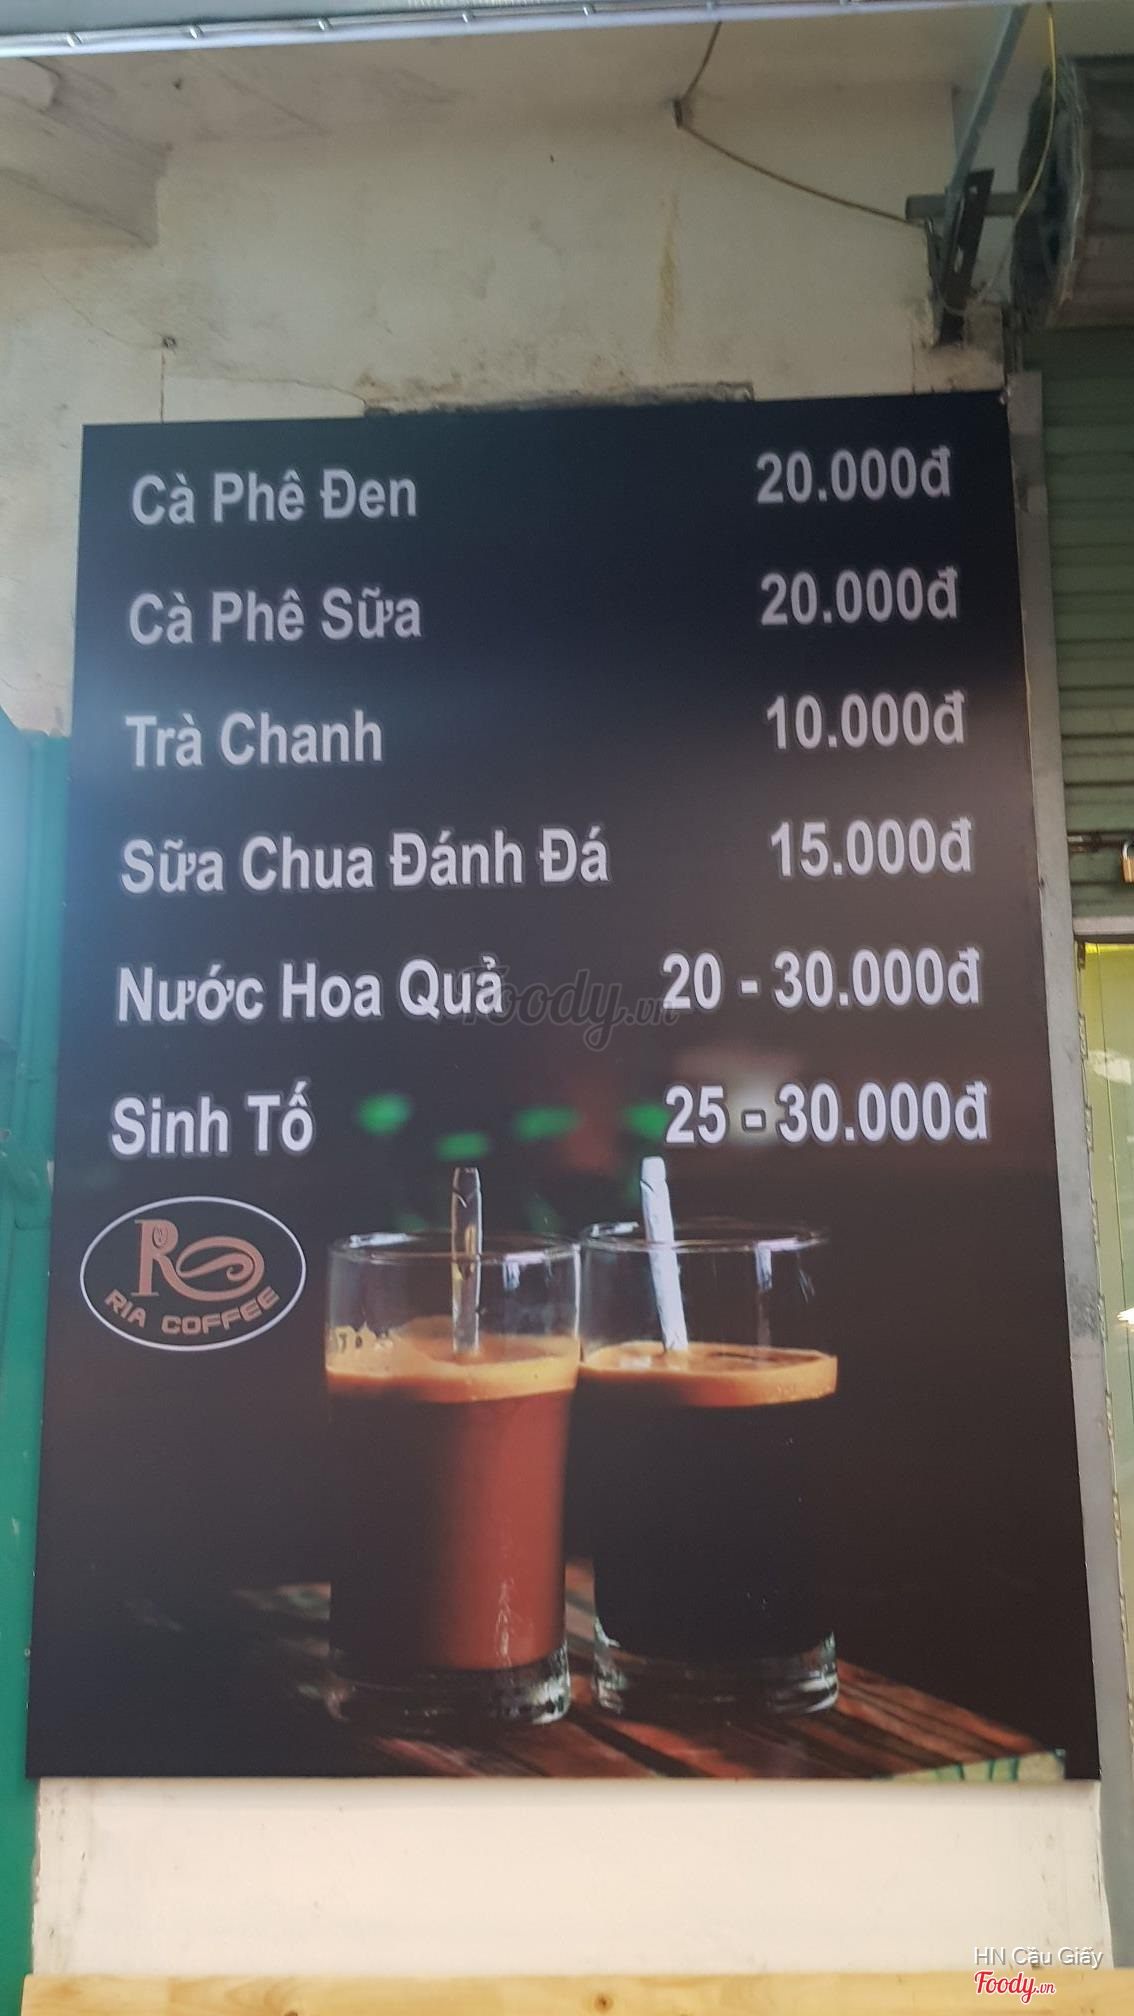 Cà Phê Đen 20.000đ
Cà Phê Sữa 20.000đ
Trà Chanh 10.000đ
Sữa Chua Đánh Đá 15.000đ
Nước Hoa Quả 20 - 30.000đ
Foody.vn
Sinh Tố 25 - 30.000đ
R
RIA COFFEE
HN Cầu Giấy
Foody.vn